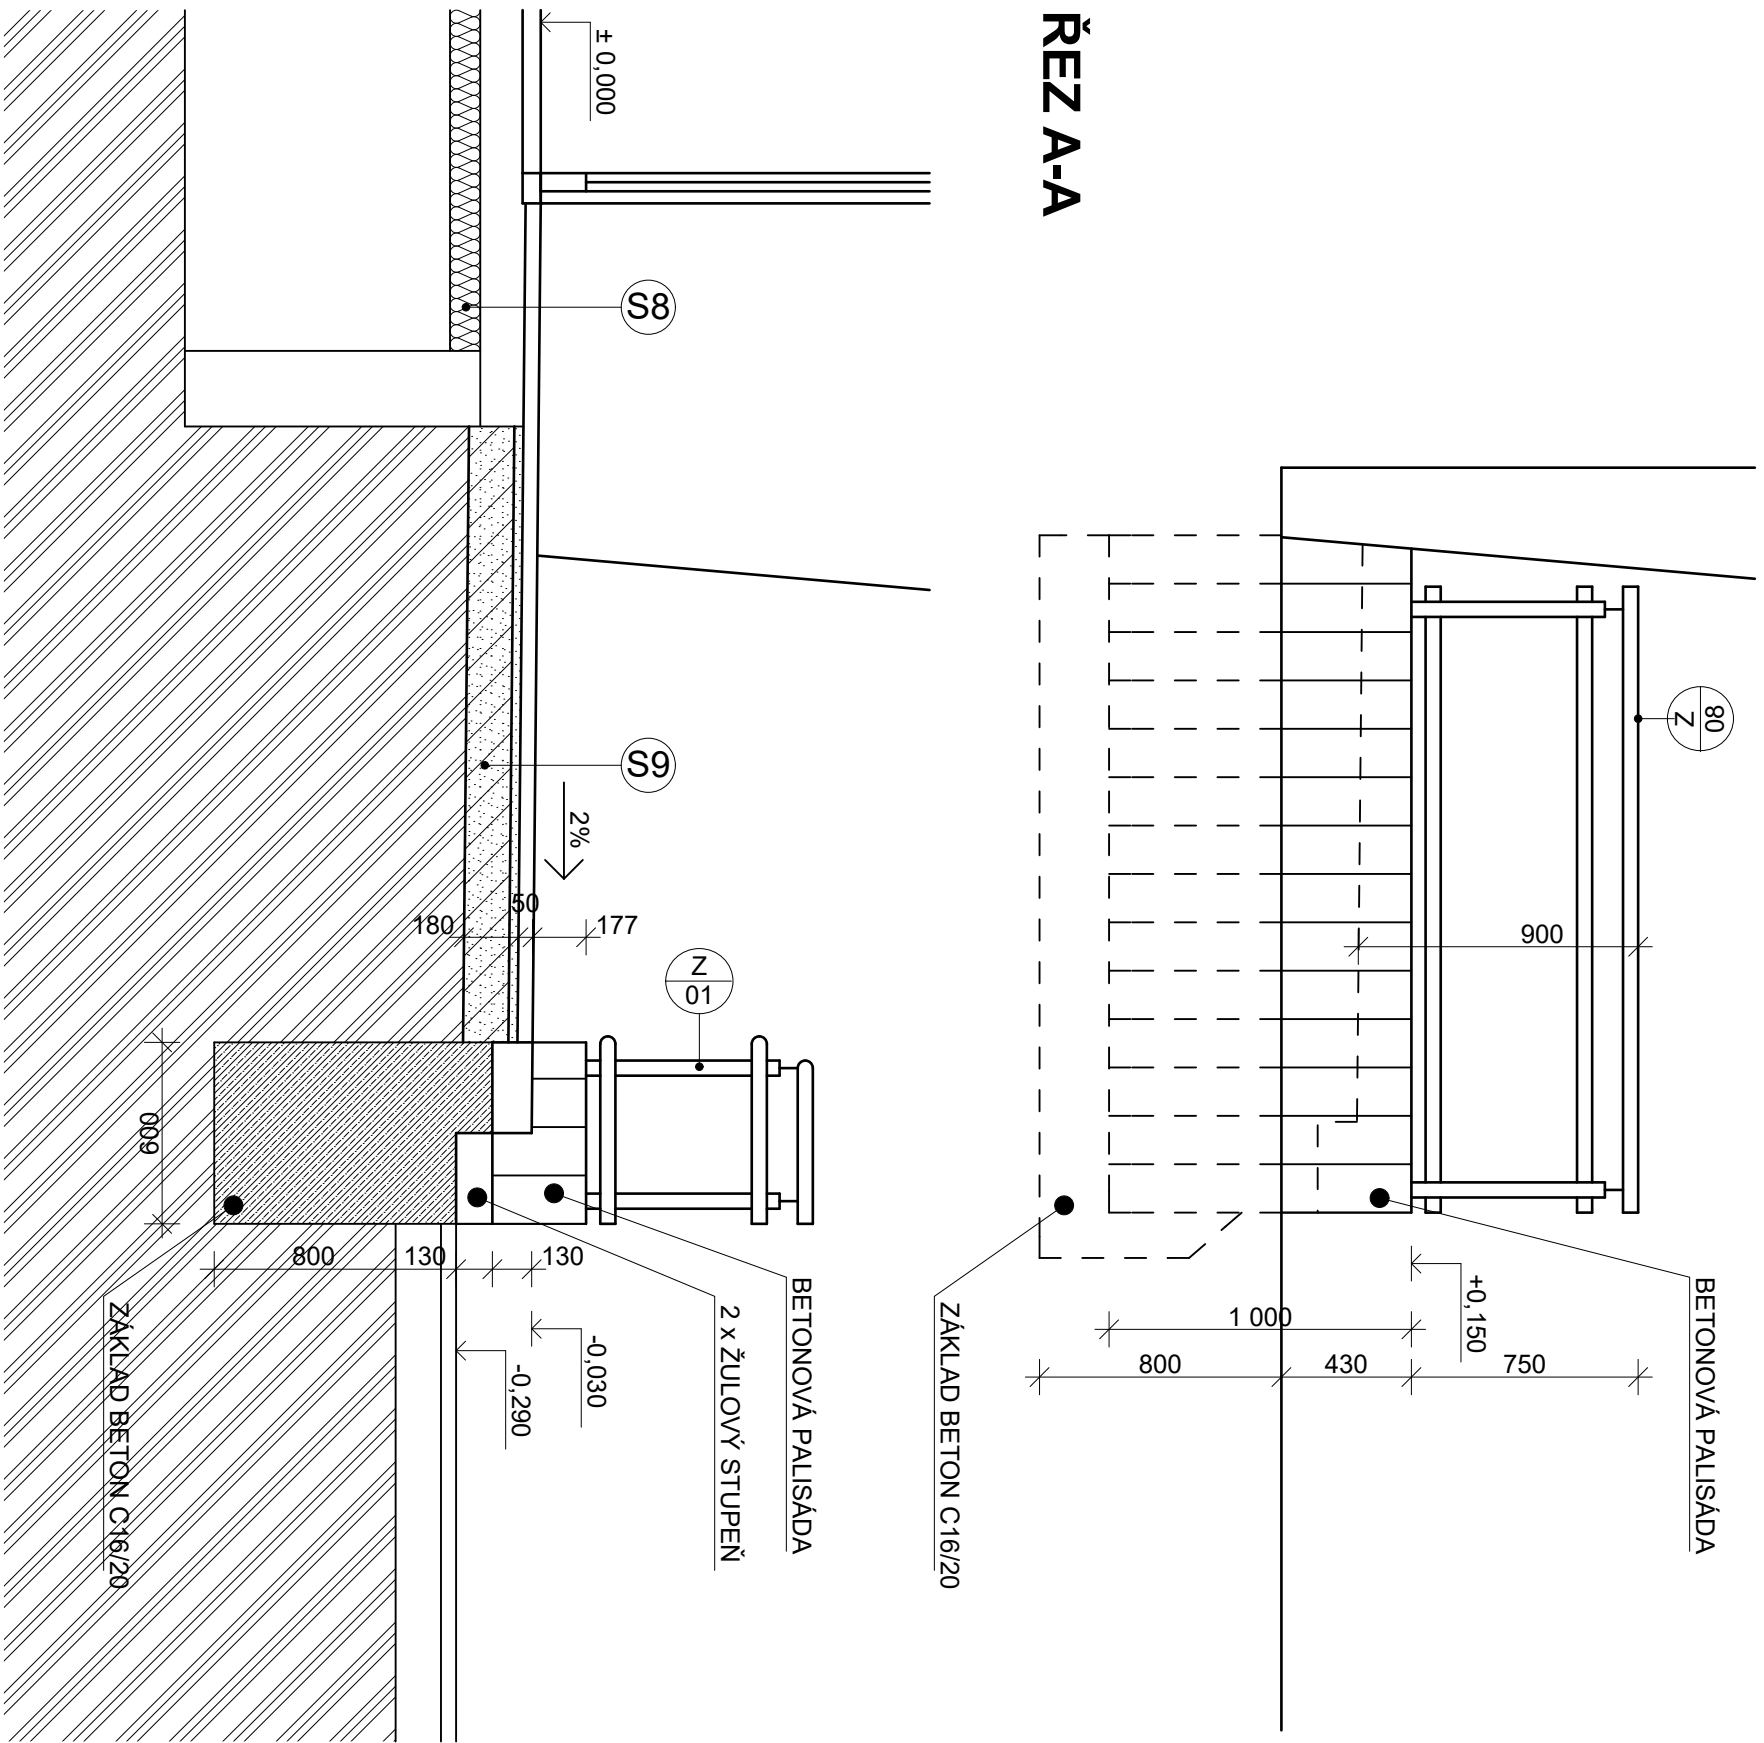 ŘEZ A-A
80
Z
900
BETONOVÁ PALISÁDA
+0,150
1 000
800
430
750
ZÁKLAD BETON C16/20
± 0,000
S8
S9
2%
180
50
177
Z
01
600
800
130
130
BETONOVÁ PALISÁDA
2 x ŽULOVÝ STUPEŇ
-0,030
-0,290
ZÁKLAD BETON C16/20